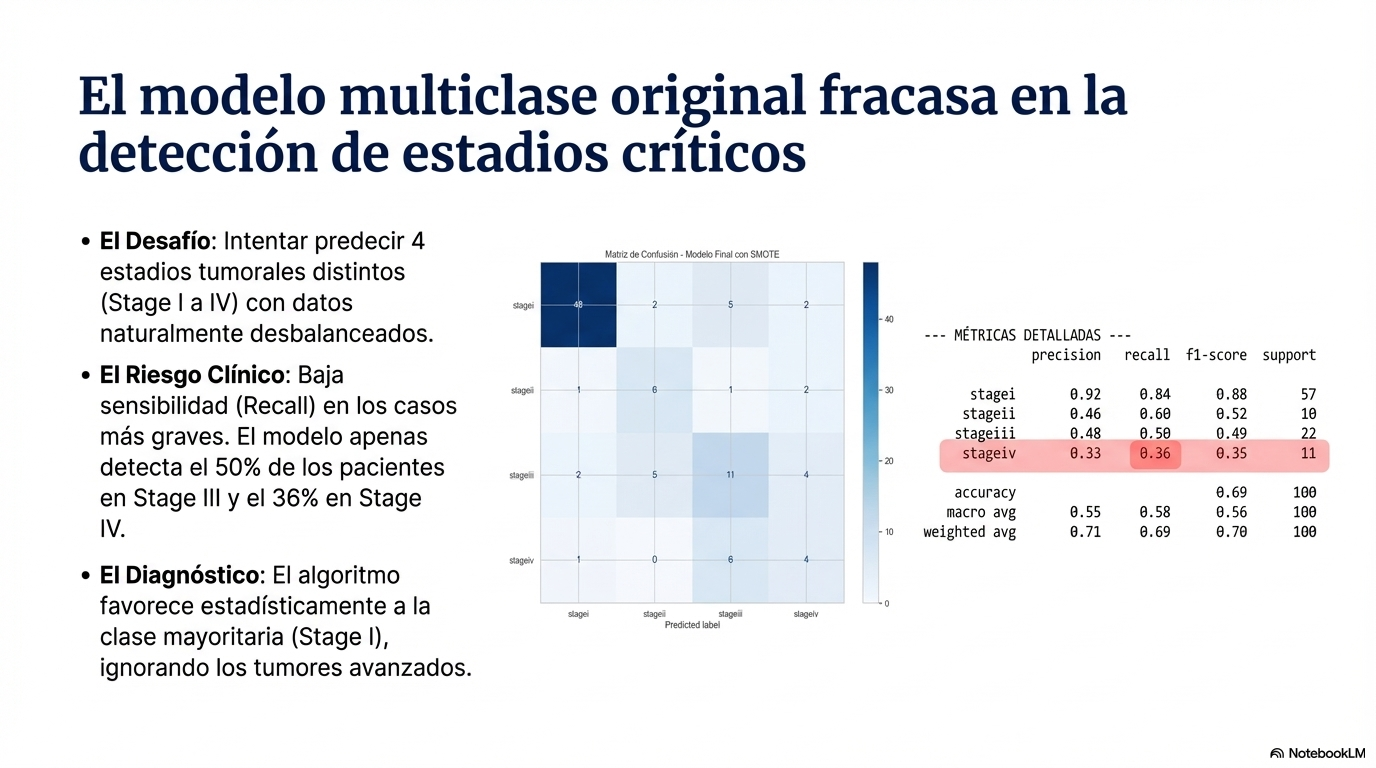 El modelo multiclase original fracasa en la
detección de estadios críticos
• El Desafío: Intentar predecir 4
estadios tumorales distintos
(Stage I a IV) con datos
naturalmente desbalanceados.
• El Riesgo Clínico: Baja
sensibilidad (Recall) en los casos
más graves. El modelo apenas
detecta el 50% de los pacientes
en Stage III y el 36% en Stage
IV.
• El Diagnóstico: El algoritmo
favorece estadísticamente a la
clase mayoritaria (Stage I),
ignorando los tumores avanzados.
Matriz de Confusión - Modelo Final con SMOTE
stagei 48 2 5 2
stageii 1 6 1 2
stageiii 2 5 11 4
stageiv 1 0 6 4
stagei stageii stageiii stageiv
Predicted label
40
30
20
10
0
--- MÉTRICAS DETALLADAS ---
precision recall f1-score support
stagei 0.92 0.84 0.88 57
stageii 0.46 0.60 0.52 10
stageiii 0.48 0.50 0.49 22
stageiv 0.33 0.36 0.35 11
accuracy 0.69 100
macro avg 0.55 0.58 0.56 100
weighted avg 0.71 0.69 0.70 100
NotebookLM